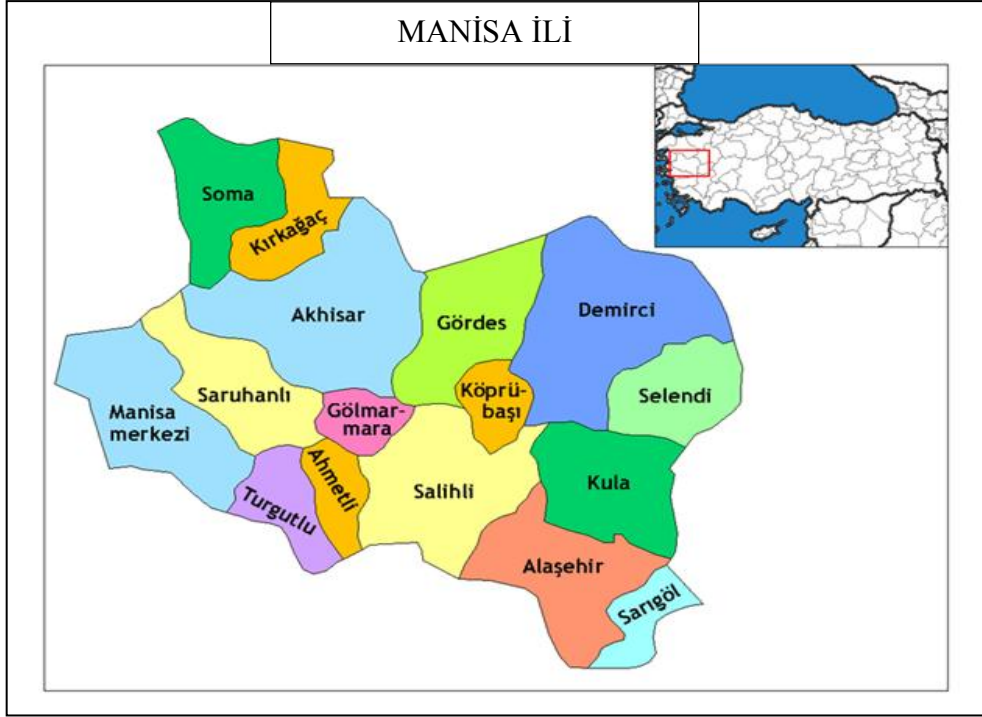 MANİSA İLİ
Soma
Kırkağaç
Akhisar
Gördes
Demirci
Saruhanlı
Gölmar-
mara
Köprü-
başı
Selendi
Manisa
merkezi
Turgutlu
Ahmetli
Salihli
Kula
Alaşehir
Sarıgöl